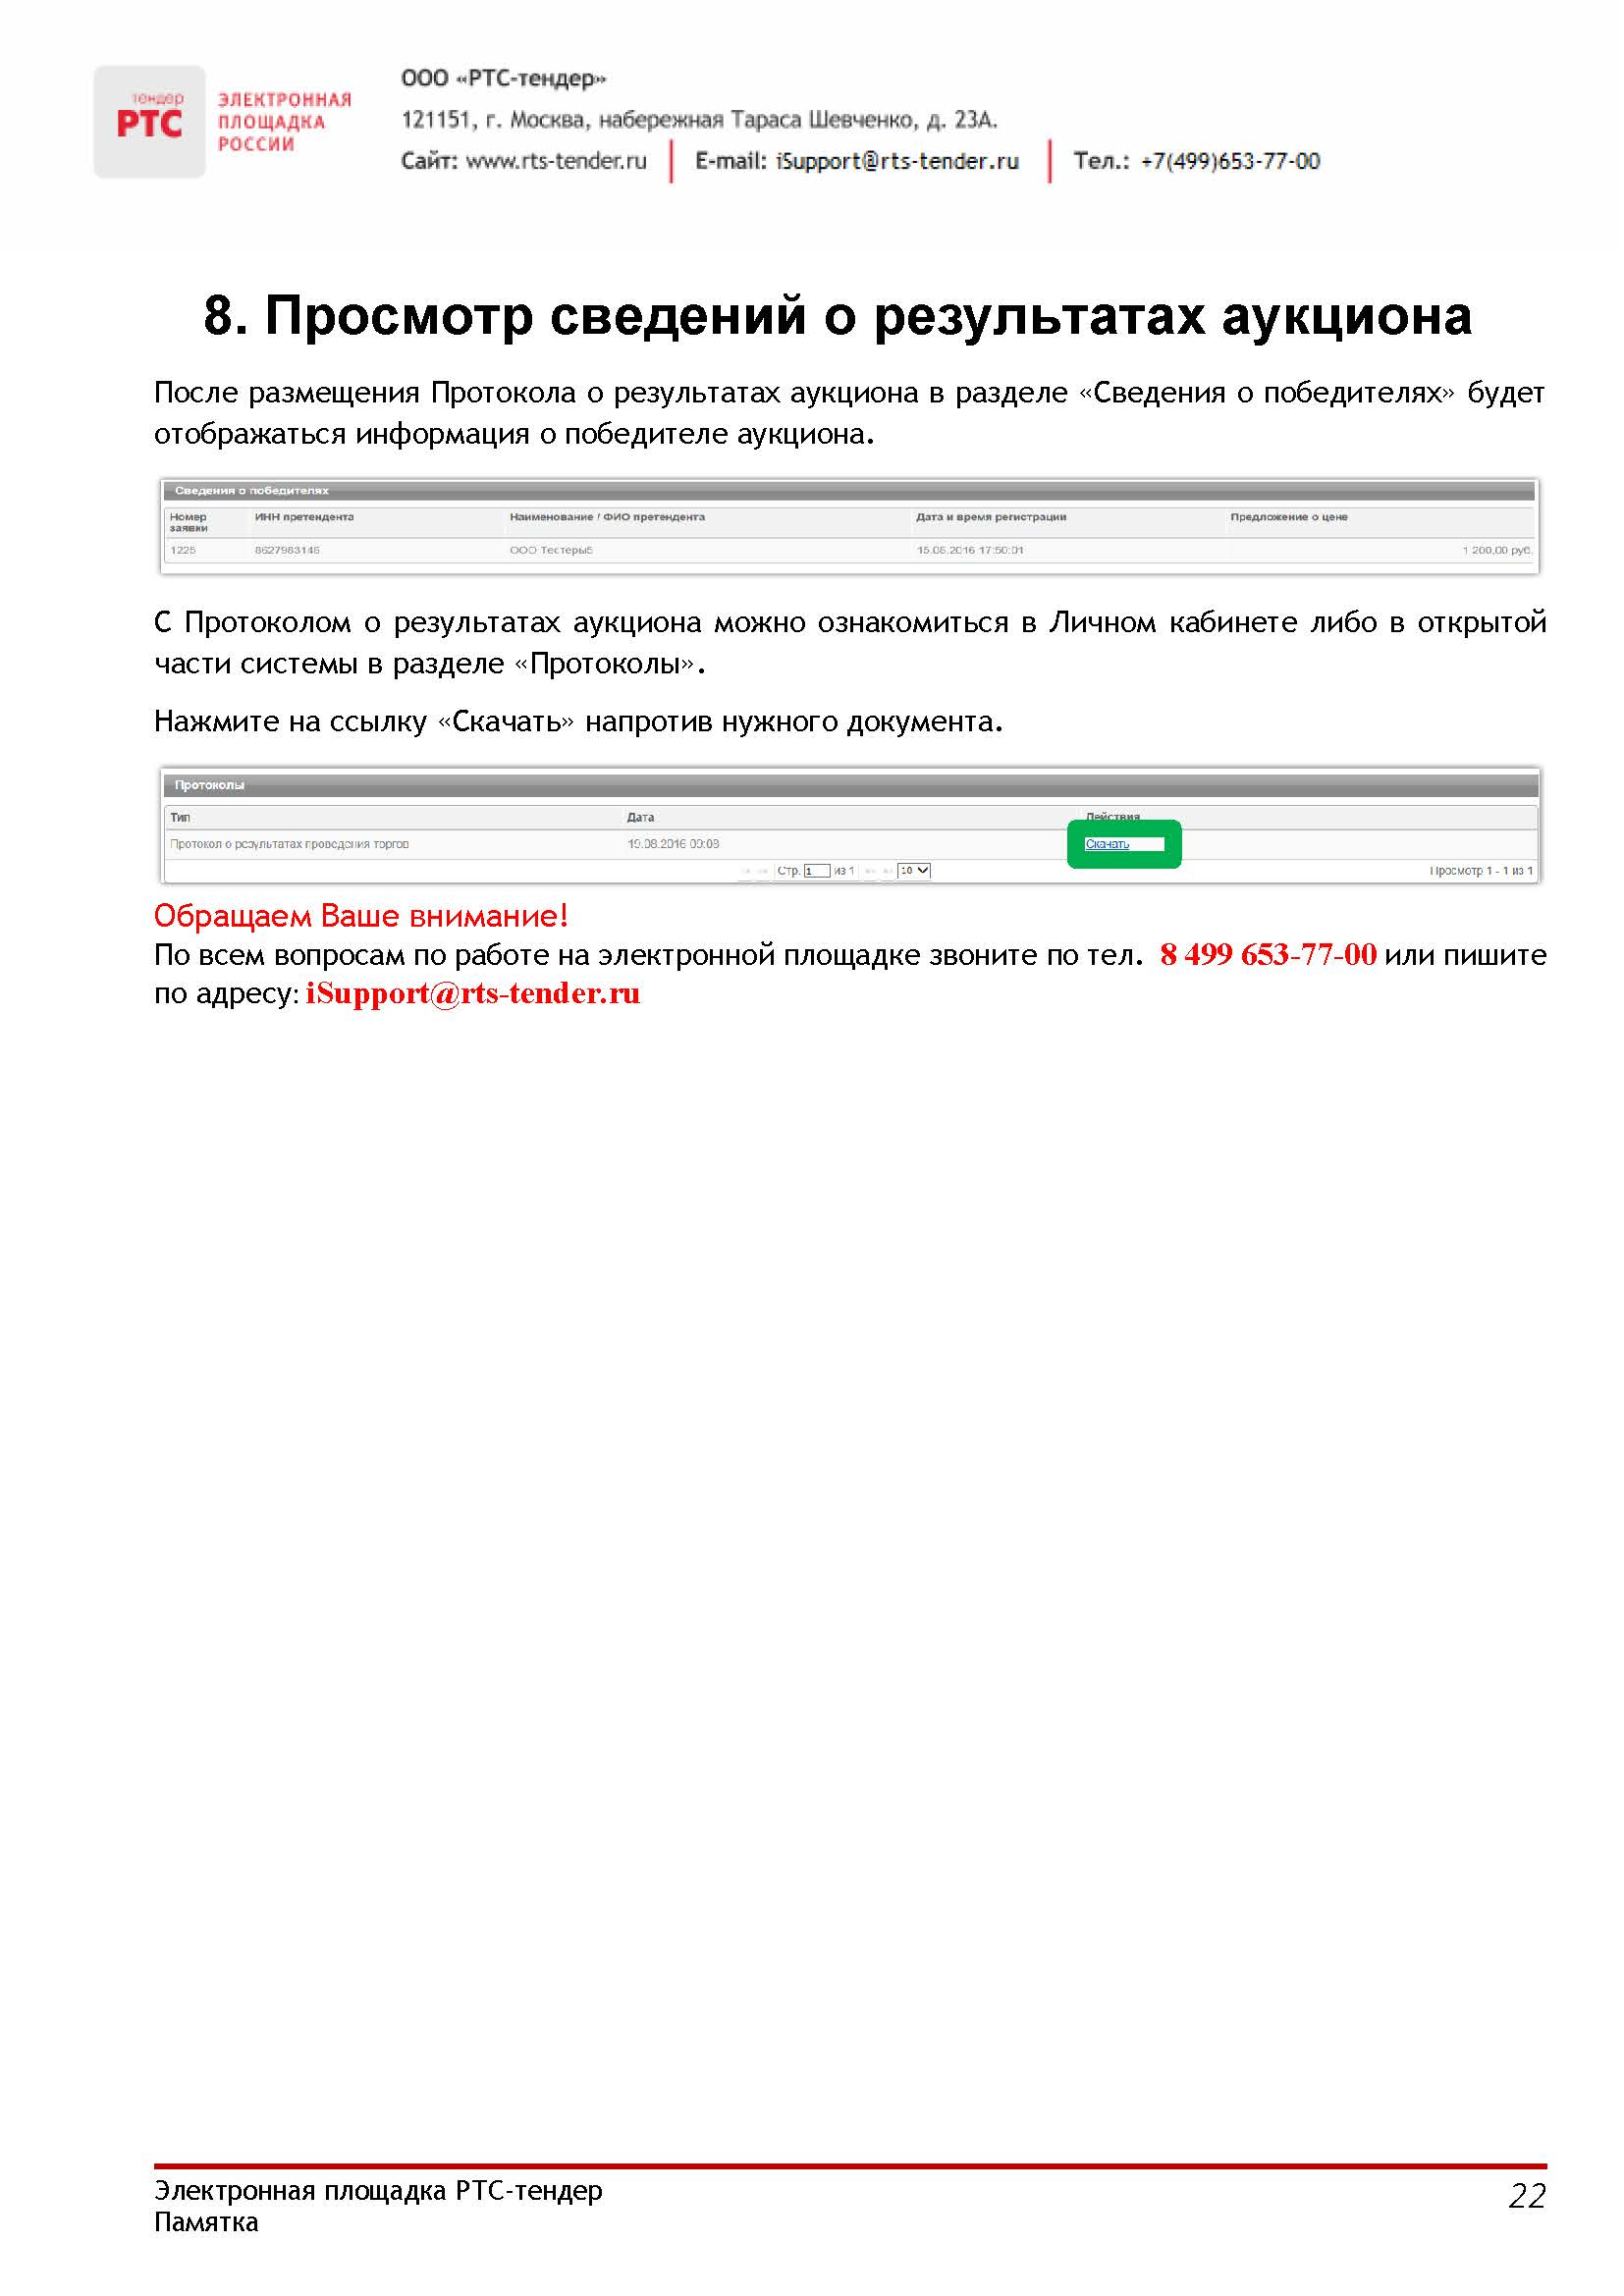 тендер
РТС
ЭЛЕКТРОННАЯ
ПЛОЩАДКА
РОССИИ
ООО «РТС-тендер»
121151, г. Москва, набережная Тараса Шевченко, д. 23А.
Сайт: www.rts-tender.ru E-mail: iSupport@rts-tender.ru Тел.: +7(499)653-77-00
8. Просмотр сведений о результатах аукциона
После размещения Протокола о результатах аукциона в разделе «Сведения о победителях» будет
отображаться информация о победителе аукциона.
Сведения о победителях
Номер заявки ИНН претендента Наименование / ФИО претендента Дата и время регистрации Предложение о цене
1225 8627983146 ООО Тестеры5 15.08.2016 17:50:01 1 200,00 руб.
С Протоколом о результатах аукциона можно ознакомиться в Личном кабинете либо в открытой
части системы в разделе «Протоколы».
Нажмите на ссылку «Скачать» напротив нужного документа.
Протоколы
Тип Дата Действия
Протокол о результатах проведения торгов 19.08.2016 09:08 Скачать
Стр. 1 из 1 10 Просмотр 1 - 1 из 1
Обращаем Ваше внимание!
По всем вопросам по работе на электронной площадке звоните по тел. 8 499 653-77-00 или пишите
по адресу: iSupport@rts-tender.ru
Электронная площадка РТС-тендер
Памятка
22